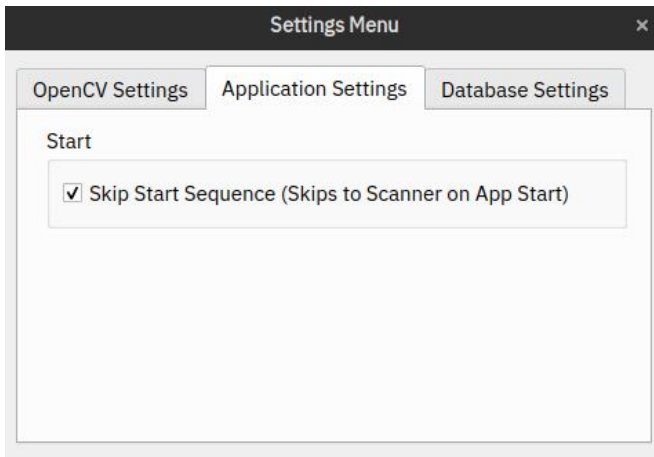 Settings Menu
OpenCV Settings Application Settings Database Settings
Start
Skip Start Sequence (Skips to Scanner on App Start)